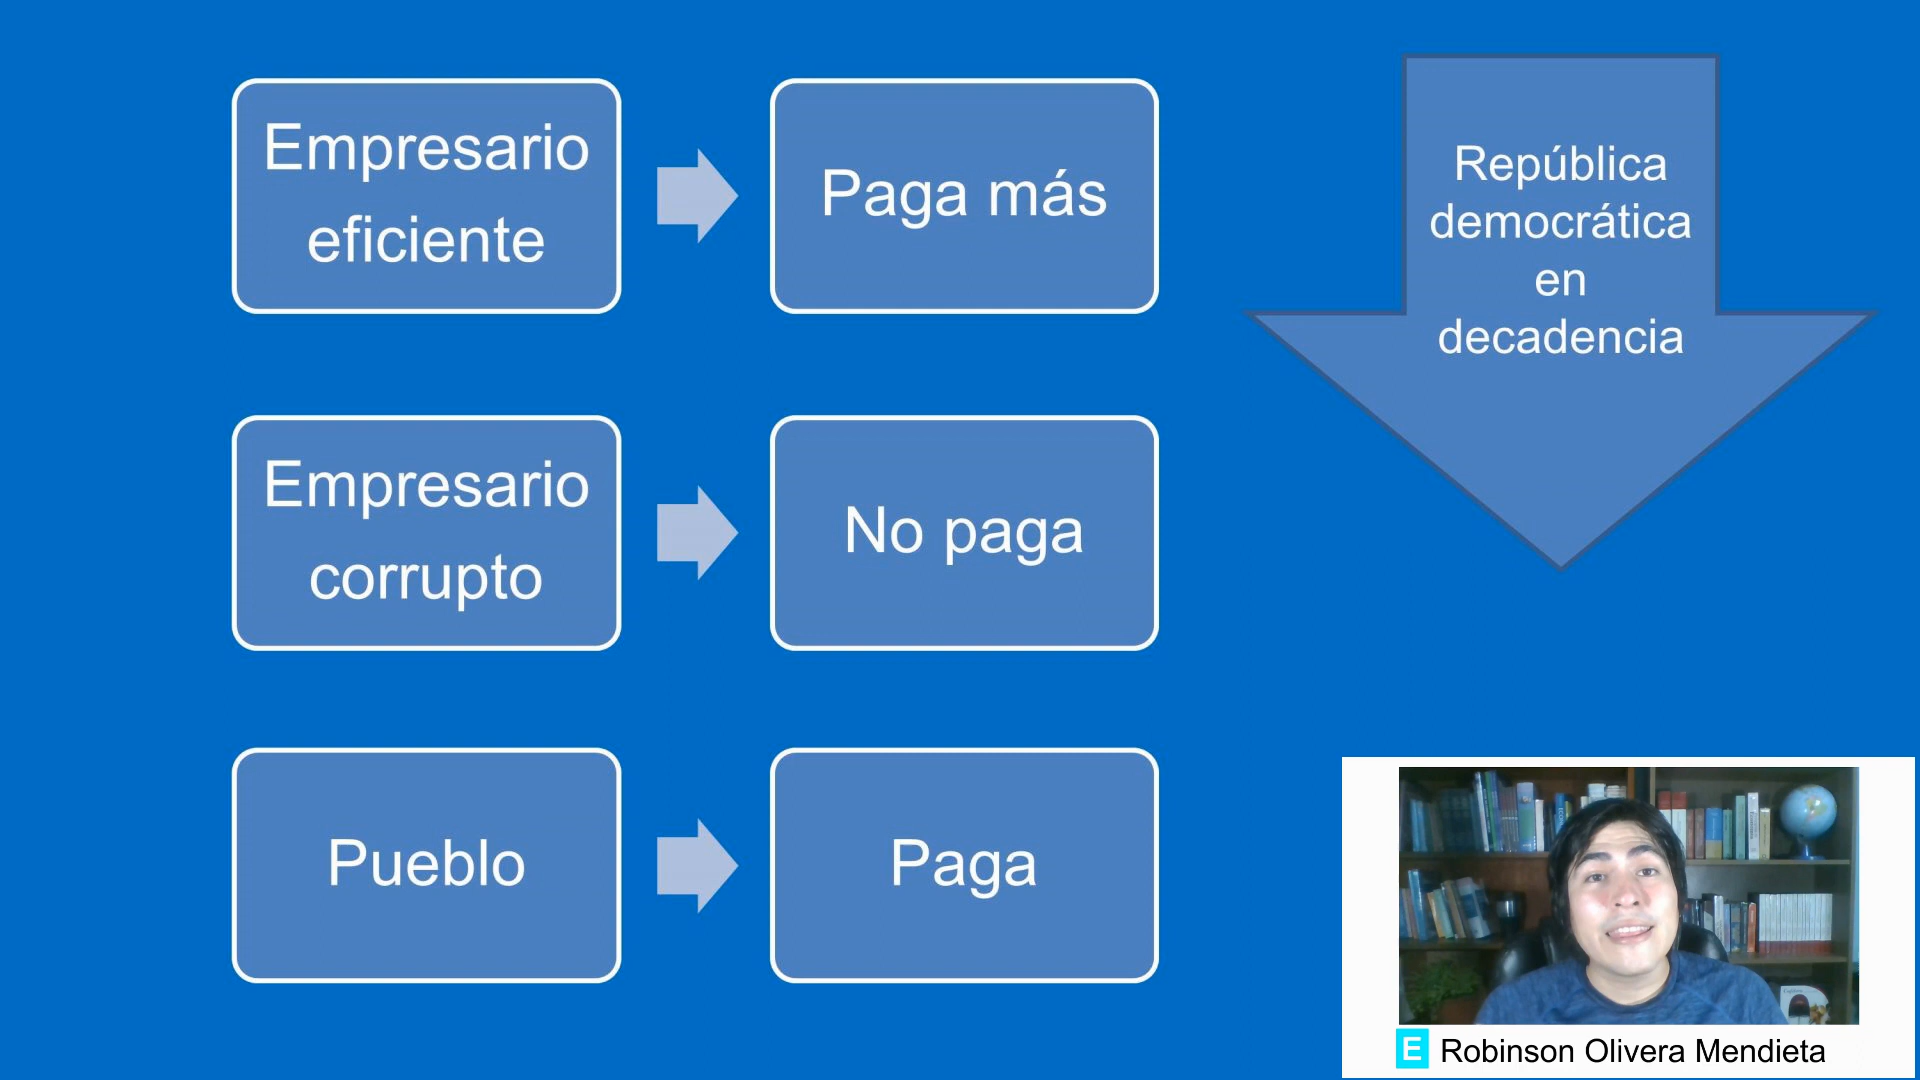 Empresario
eficiente
Paga más
República
democrática
en
decadencia
Empresario
corrupto
No paga
Pueblo
Paga
E Robinson Olivera Mendieta